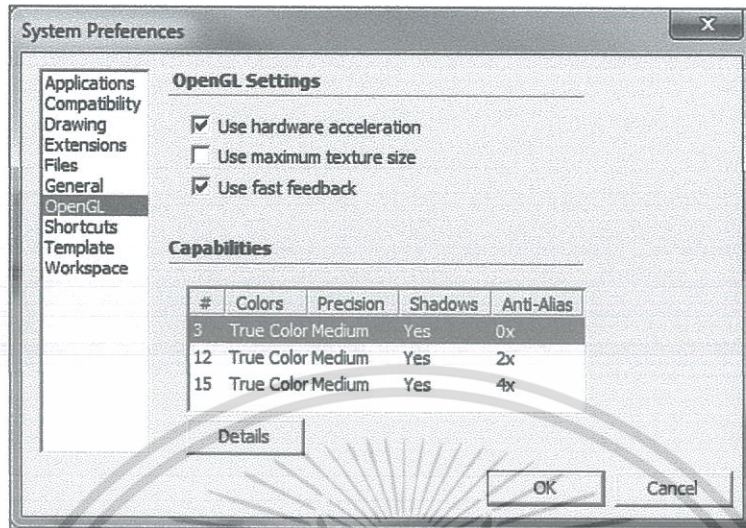 System Preferences
X
Applications
Compatibility
Drawing
Extensions
Files
General
OpenGL
Shortcuts
Template
Workspace
OpenGL Settings
Use hardware acceleration
Use maximum texture size
Use fast feedback
Capabilities
# Colors Precision Shadows Anti-Alias
3 True Color Medium Yes 0x
12 True Color Medium Yes 2x
15 True Color Medium Yes 4x
Details
OK Cancel